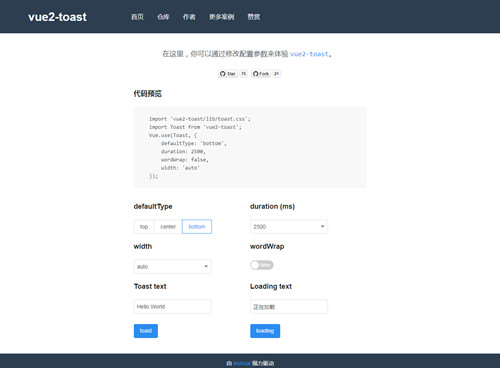 vue2-toast 首页 仓库 作者 更多案例 赞赏
在这里，你可以通过修改配置参数来体验 vue2-toast。
Star 75 Fork 21
代码预览
import 'vue2-toast/lib/toast.css';
import Toast from 'vue2-toast';
Vue.use(Toast, {
    defaultType: 'bottom',
    duration: 2500,
    wordWrap: false,
    width: 'auto'
});
defaultType duration (ms)
top center bottom 2500
width wordWrap
auto false
Toast text Loading text
Hello World 正在加载
toast loading
由 强力驱动